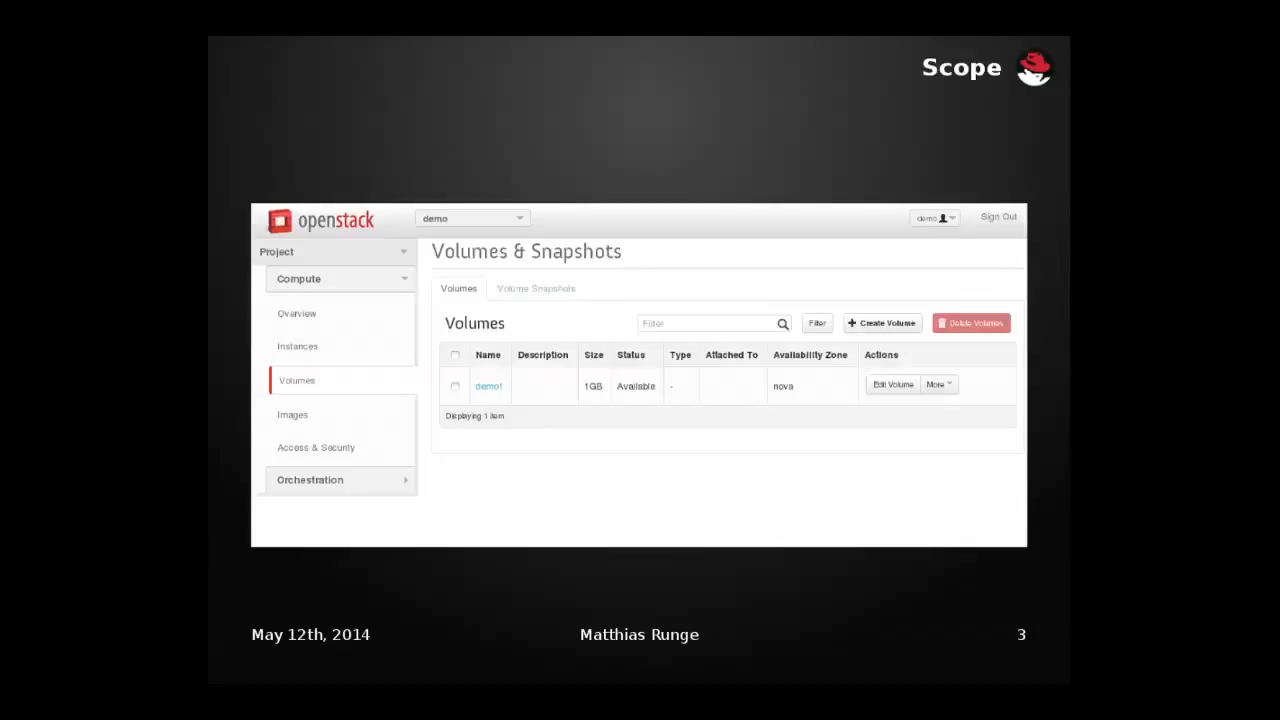 Scope
openstack demo demo Sign Out
Project
Compute
Overview
Instances
Volumes
Images
Access & Security
Orchestration
Volumes & Snapshots
Volumes Volume Snapshots
Volumes Filter Filter Create Volume Delete Volumes
Name Description Size Status Type Attached To Availability Zone Actions
demo1 1GB Available - nova Edit Volume More
Displaying 1 item
May 12th, 2014 Matthias Runge 3